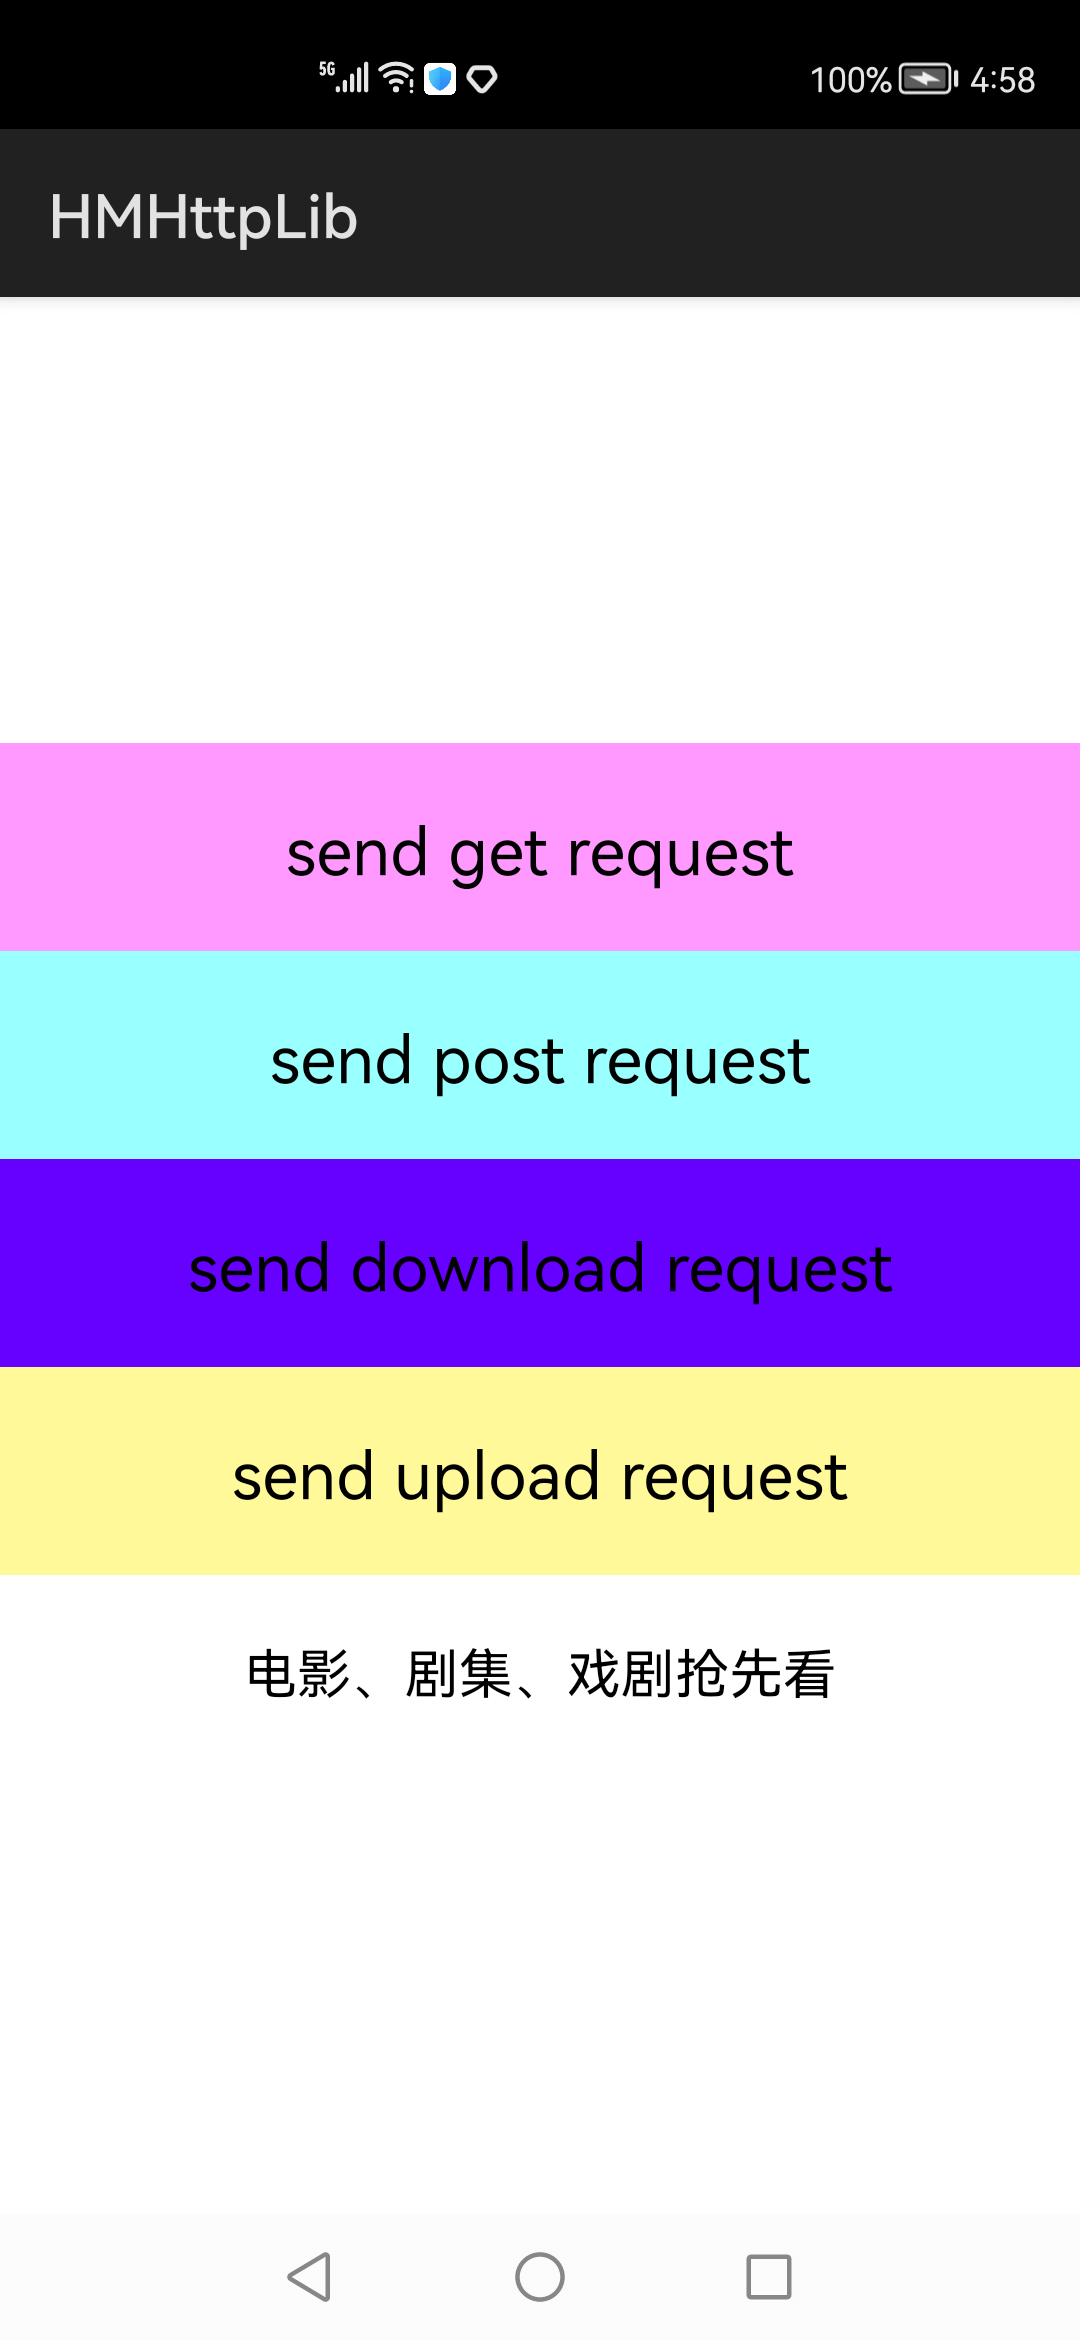 5G 100% 4:58
HMHttpLib
send get request
send post request
send download request
send upload request
电影、剧集、戏剧抢先看